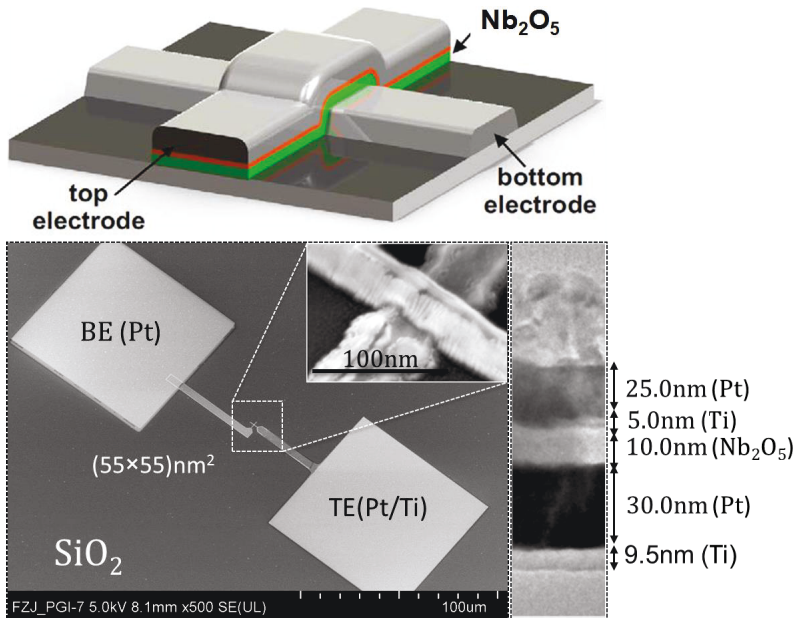 Nb₂O₅
top
electrode
bottom
electrode
BE (Pt)
100nm
(55×55)nm²
TE(Pt/Ti)
SiO₂
FZJ_PGI-7 5.0kV 8.1mm x500 SE(UL)
100um
25.0nm (Pt)
5.0nm (Ti)
10.0nm (Nb₂O₅)
30.0nm (Pt)
9.5nm (Ti)